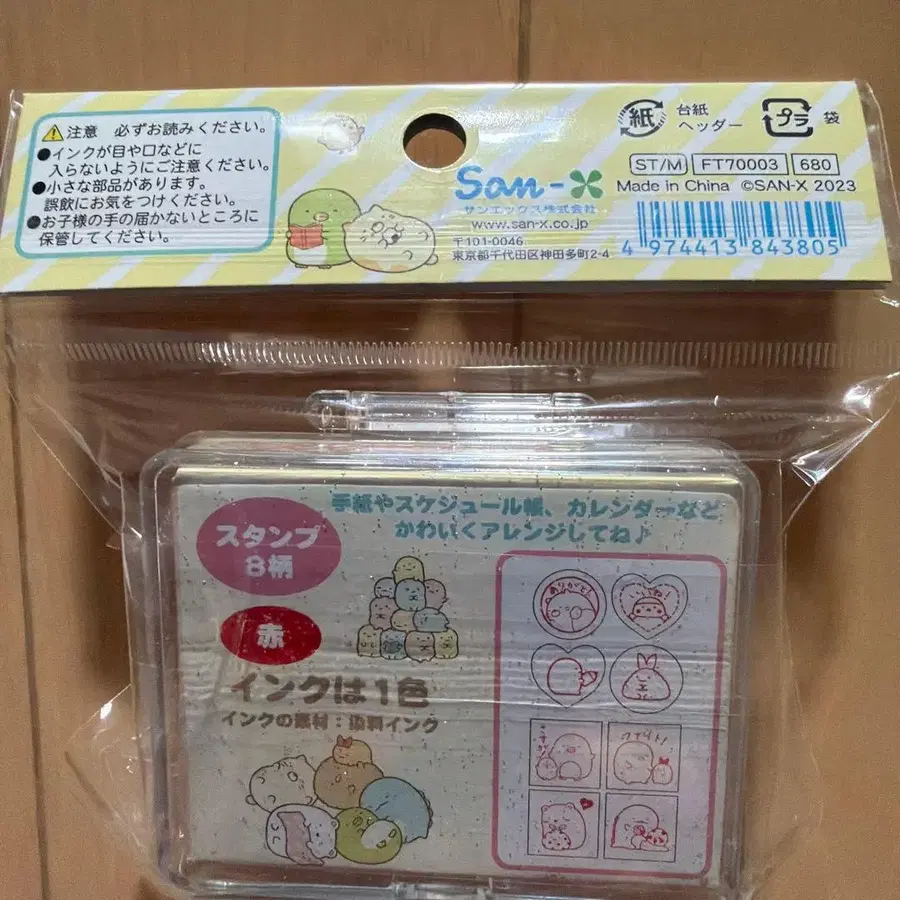 注意 必ずお読みください。
●インクが目や口などに
入らないようにご注意ください。
●小さな部品があります。
誤飲にお気をつけください。
●お子様の手の届かないところに
保管してください。
San-X
サンエックス株式会社
www.san-x.co.jp
〒101-0046
東京都千代田区神田多町2-4
紙 台紙
ヘッダー
プラ 袋
ST/M FT70003 680
Made in China ©SAN-X 2023
4 974413 843805
手紙やスケジュール帳、カレンダーなど
かわいくアレンジしてね♪
スタンプ
8柄
赤
インクは1色
インクの素材：染料インク
ありがとう
いいね!